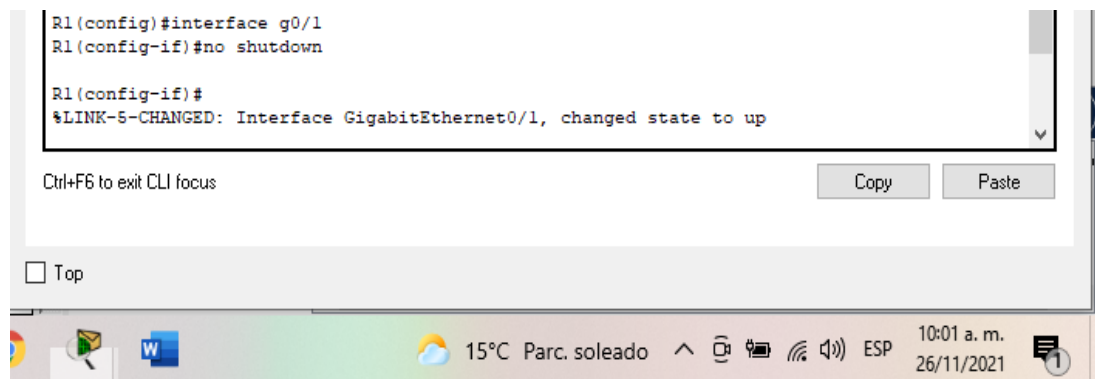 R1(config)#interface g0/1
R1(config-if)#no shutdown
R1(config-if)#
%LINK-5-CHANGED: Interface GigabitEthernet0/1, changed state to up
Ctrl+F6 to exit CLI focus
Copy
Paste
Top
W
15°C Parc. soleado
ESP
10:01 a. m.
26/11/2021
1